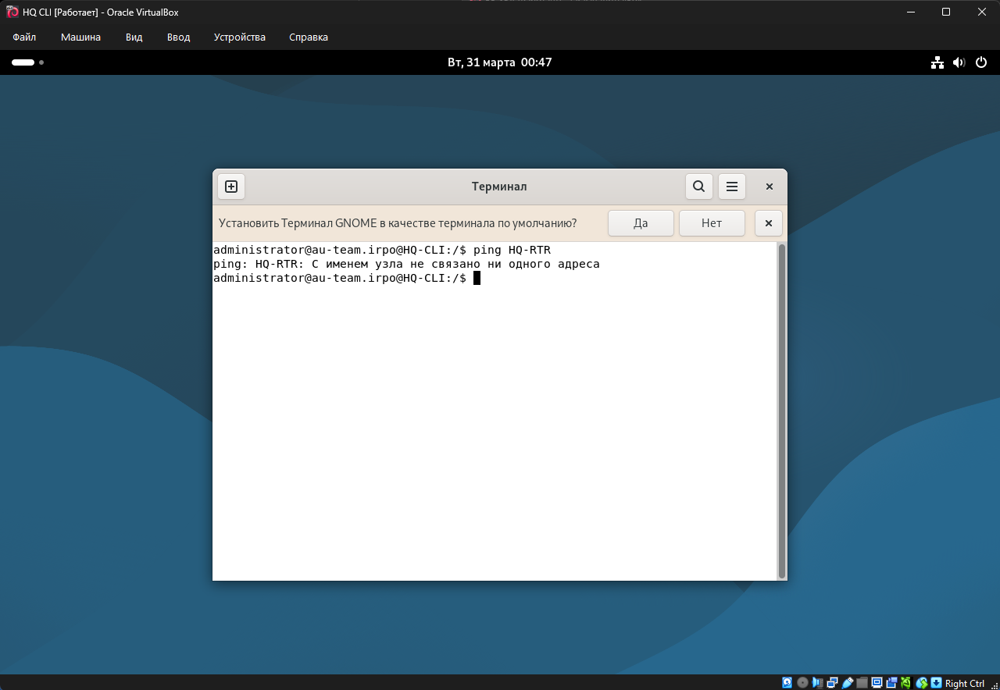 HQ CLI [Работает] - Oracle VirtualBox
Файл Машина Вид Ввод Устройства Справка
Вт, 31 марта 00:47
Терминал
Установить Терминал GNOME в качестве терминала по умолчанию? Да Нет
administrator@au-team.irpo@HQ-CLI:/$ ping HQ-RTR
ping: HQ-RTR: С именем узла не связано ни одного адреса
administrator@au-team.irpo@HQ-CLI:/$
Right Ctrl